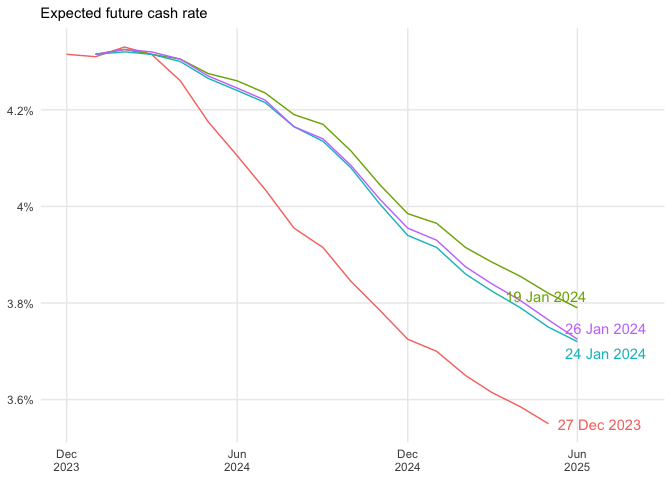 Expected future cash rate
4.2%
4%
3.8%
3.6%
19 Jan 2024
26 Jan 2024
24 Jan 2024
27 Dec 2023
Dec
2023
Jun
2024
Dec
2024
Jun
2025